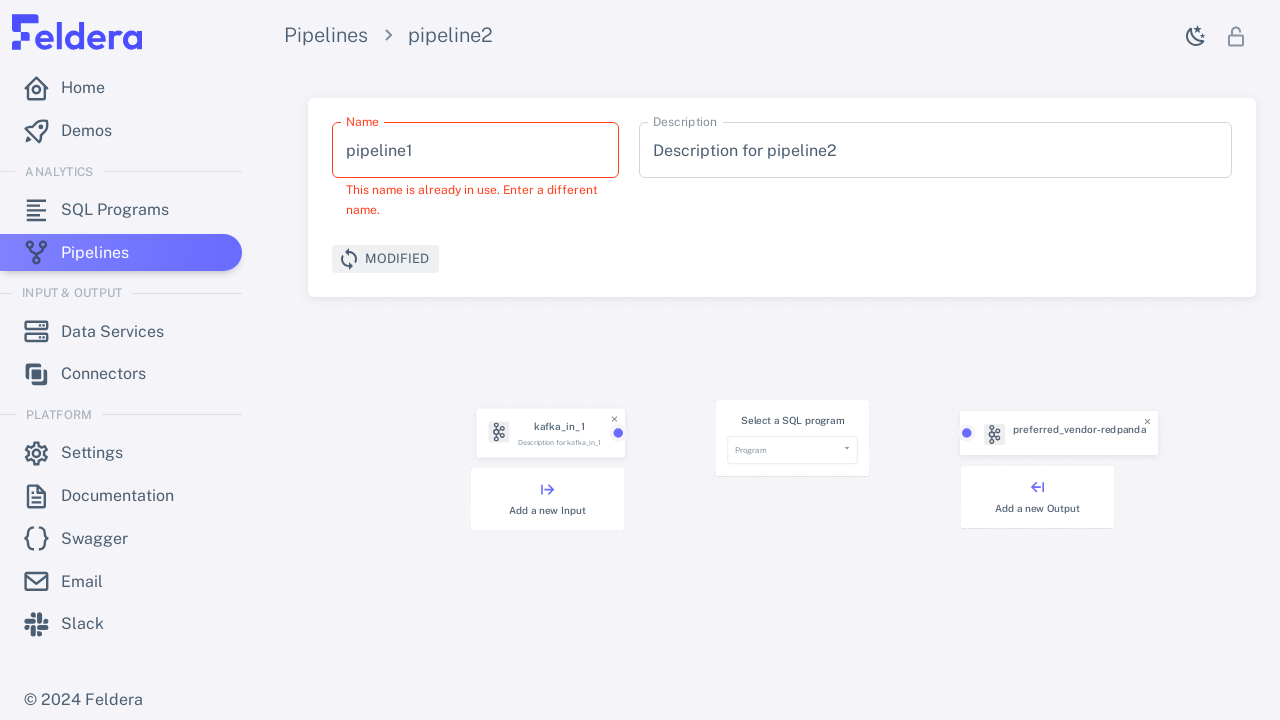 Feldera
Pipelines > pipeline2
Home
Demos
ANALYTICS
SQL Programs
Pipelines
INPUT & OUTPUT
Data Services
Connectors
PLATFORM
Settings
Documentation
Swagger
Email
Slack
© 2024 Feldera
Name
pipeline1
This name is already in use. Enter a different
name.
Description
Description for pipeline2
MODIFIED
kafka_in_1
Description for kafka_in_1
Add a new Input
Select a SQL program
Program
preferred_vendor-redpanda
Add a new Output